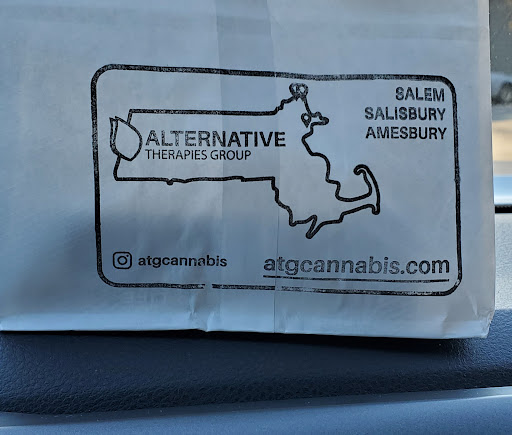 SALEM
SALISBURY
AMESBURY
ALTERNATIVE
THERAPIES GROUP
atgcannabis
atgcannabis.com